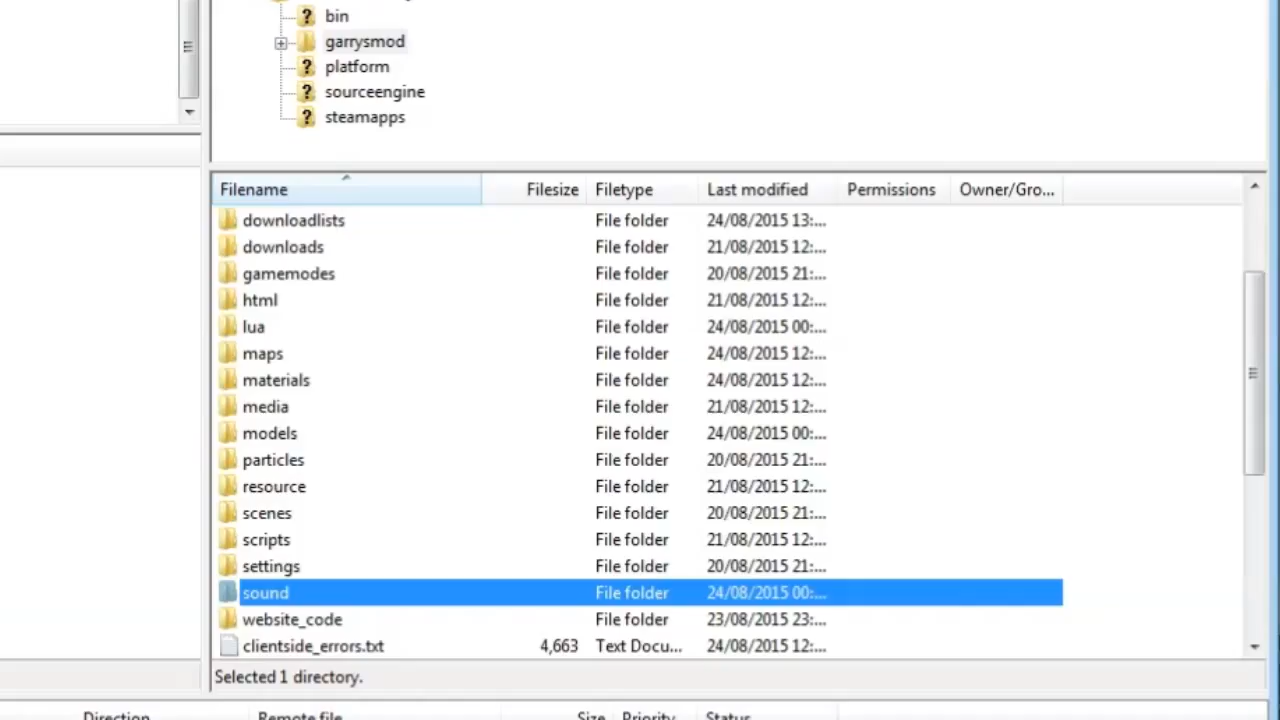 bin
garrysmod
platform
sourceengine
steamapps
Filename Filesize Filetype Last modified Permissions Owner/Gro...
downloadlists File folder 24/08/2015 13:...
downloads File folder 21/08/2015 12:...
gamemodes File folder 20/08/2015 21:...
html File folder 21/08/2015 12:...
lua File folder 24/08/2015 00:...
maps File folder 24/08/2015 12:...
materials File folder 24/08/2015 12:...
media File folder 21/08/2015 12:...
models File folder 24/08/2015 00:...
particles File folder 20/08/2015 21:...
resource File folder 21/08/2015 12:...
scenes File folder 20/08/2015 21:...
scripts File folder 21/08/2015 12:...
settings File folder 20/08/2015 21:...
sound File folder 24/08/2015 00:...
website_code File folder 23/08/2015 23:...
clientside_errors.txt 4,663 Text Docu... 24/08/2015 12:...
Selected 1 directory.
Direction Remote file Size Priority Status